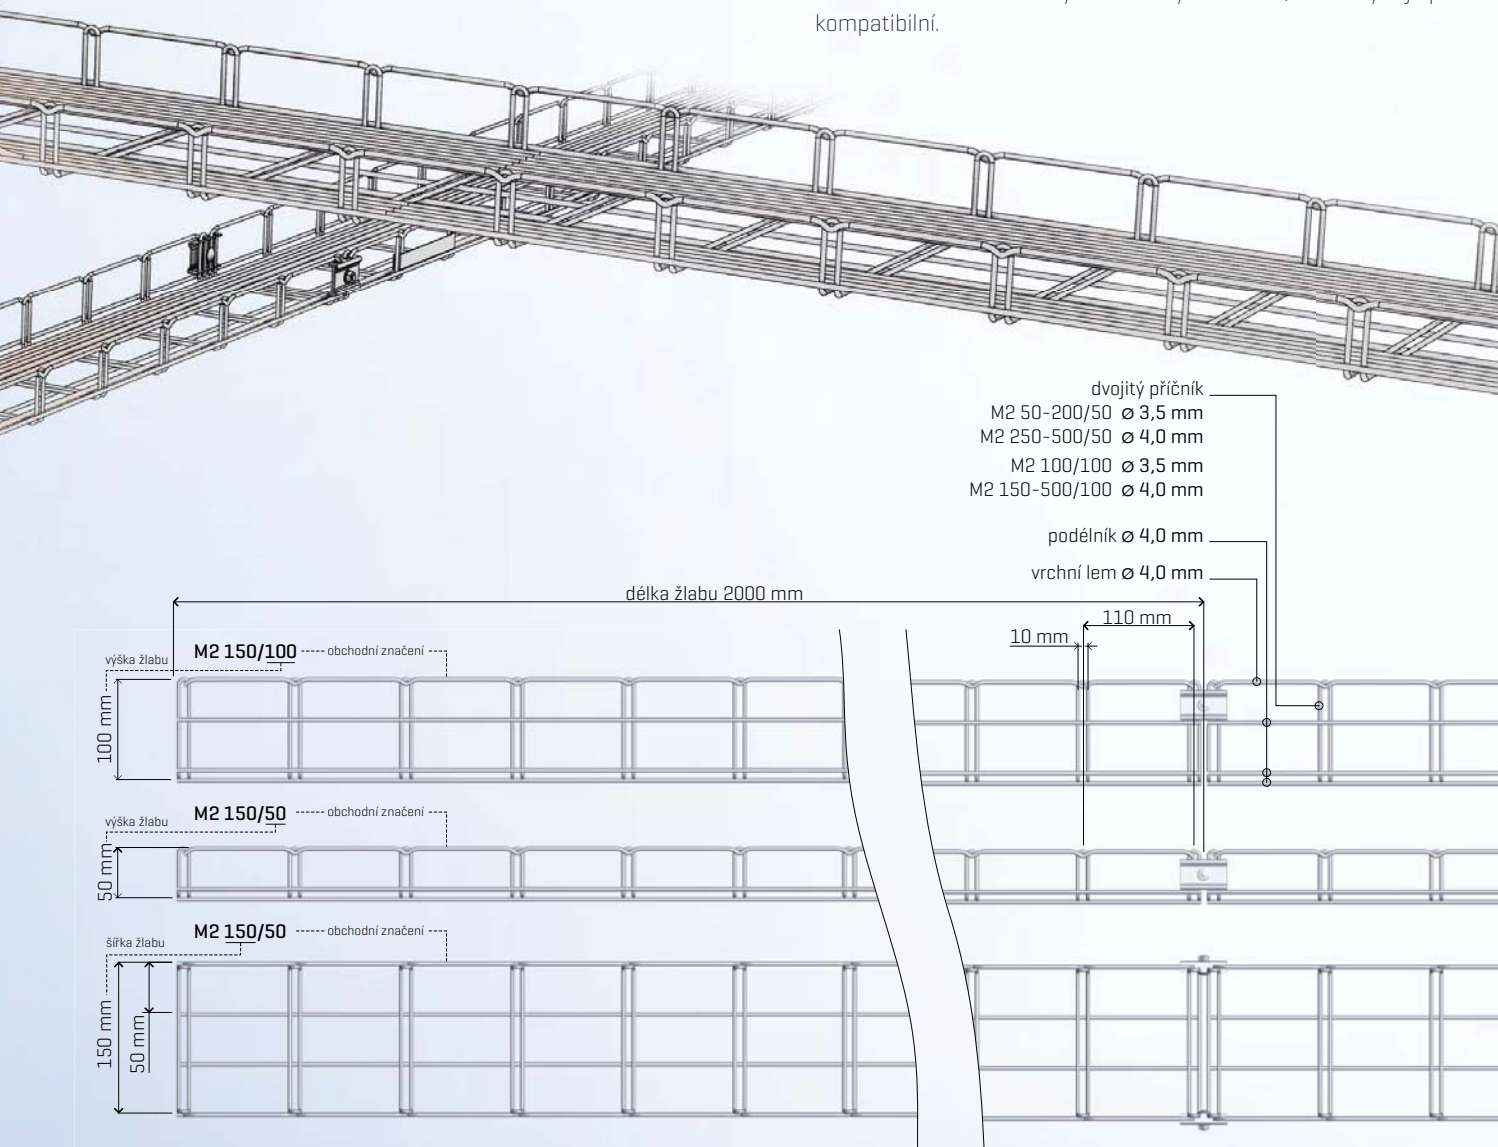 kompatibilní.
dvojitý příčník
M2 50-200/50 ø 3,5 mm
M2 250-500/50 ø 4,0 mm
M2 100/100 ø 3,5 mm
M2 150-500/100 ø 4,0 mm
podélník ø 4,0 mm
vrchní lem ø 4,0 mm
délka žlabu 2000 mm
110 mm
10 mm
výška žlabu
M2 150/100
obchodní značení
100 mm
výška žlabu
M2 150/50
obchodní značení
50 mm
šířka žlabu
M2 150/50
obchodní značení
150 mm
50 mm